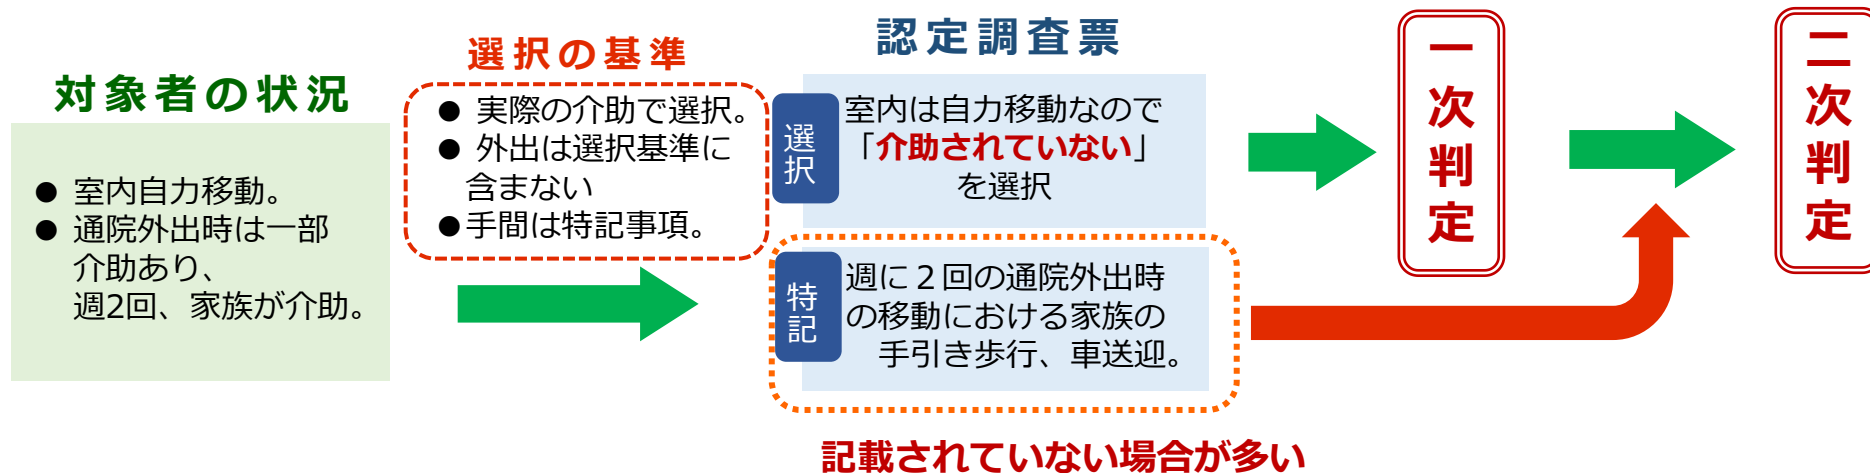 対象者の状況
● 室内自力移動。
● 通院外出時は一部
介助あり、
週2回、家族が介助。
選択の基準
● 実際の介助で選択。
● 外出は選択基準に
含まない
●手間は特記事項。
認定調査票
選択
室内は自力移動なので
「介助されていない」
を選択
特記
週に２回の通院外出時
の移動における家族の
手引き歩行、車送迎。
記載されていない場合が多い
一次判定
二次判定